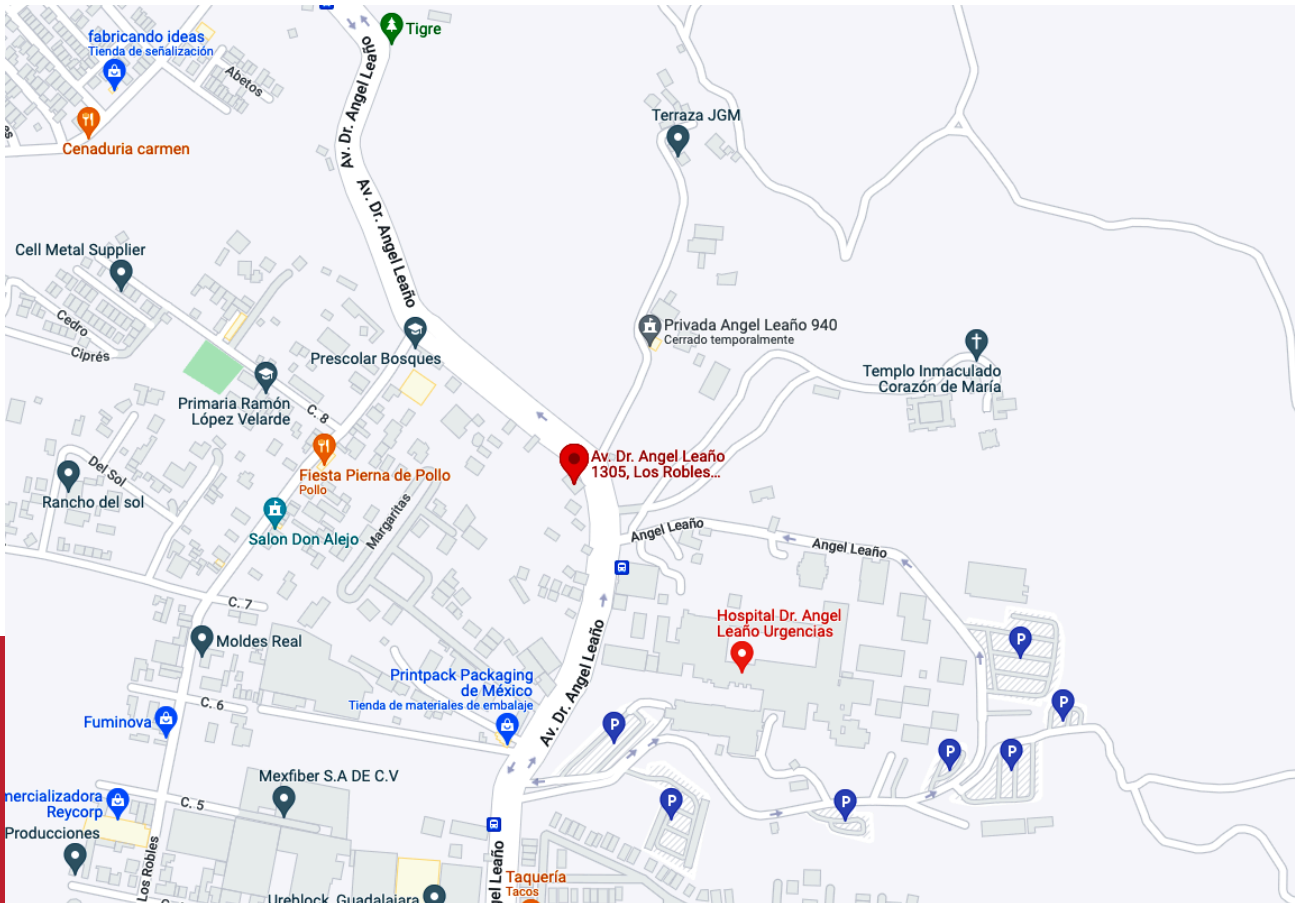 fabricando ideas
Tienda de señalización
Tigre
Abetos
Av. Dr. Angel Leaño
Terraza JGM
Cenaduria carmen
Av. Dr. Angel Leaño
Cell Metal Supplier
Cedro
Ciprés
Privada Angel Leaño 940
Cerrado temporalmente
Prescolar Bosques
Templo Inmaculado
Corazón de María
Primaria Ramón
López Velarde
C. 8
Av. Dr. Angel Leaño
1305, Los Robles...
Del Sol
Fiesta Pierna de Pollo
Pollo
Rancho del sol
Margaritas
Salon Don Alejo
Angel Leaño
Angel Leaño
C. 7
Hospital Dr. Angel
Leaño Urgencias
Moldes Real
P
Av. Dr. Angel Leaño
Printpack Packaging
de México
Tienda de materiales de embalaje
C. 6
Fuminova
P
P
P
P
Mexfiber S.A DE C.V
mercializadora
Reycorp
C. 5
P
P
Producciones
Los Robles
gel Leaño
Taquería
Tacos
Ureblock, Guadalajara